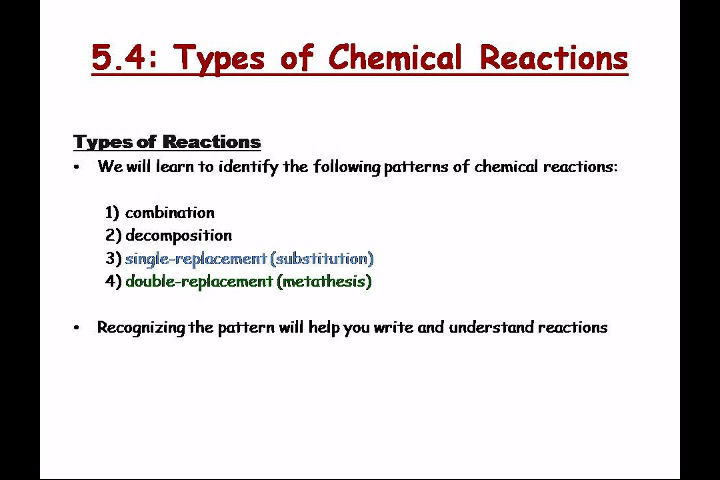 5.4: Types of Chemical Reactions
Types of Reactions
• We will learn to identify the following patterns of chemical reactions:
1) combination
2) decomposition
3) single-replacement (substitution)
4) double-replacement (metathesis)
• Recognizing the pattern will help you write and understand reactions